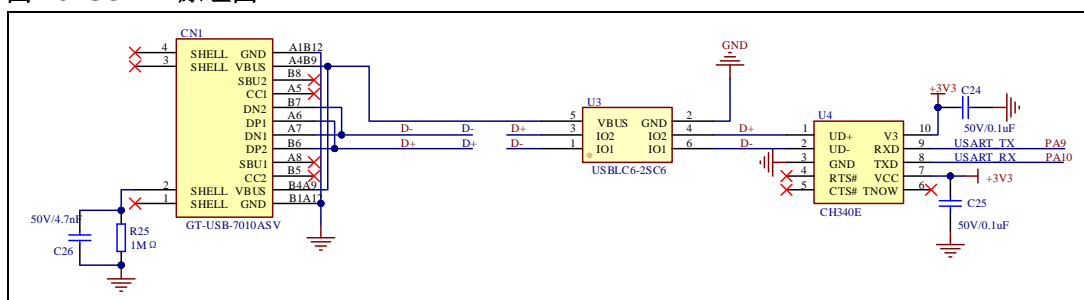 CN1
4 SHELL GND A1B12
3 SHELL VBUS A4B9
SBU2 B8
CC1 A5
DN2 B7
DP1 A6
DN1 A7
DP2 B6
SBU1 A8
CC2 B5
2 SHELL VBUS B4A9
1 SHELL GND B1A12
GT-USB-7010ASV
50V/4.7nF
C26
R25
1MΩ
D- D- D+
D+ D+ D-
GND
U3
5 VBUS GND 2
3 IO2 IO2 4
1 IO1 IO1 6
USBLC6-2SC6
D+
D-
U4
1 UD+ V3 10
2 UD- RXD 9
3 GND TXD 8
4 RTS# VCC 7
5 CTS# TNOW 6
CH340E
+3V3
C24
50V/0.1uF
USART_TX PA9
USART_RX PA10
+3V3
C25
50V/0.1uF